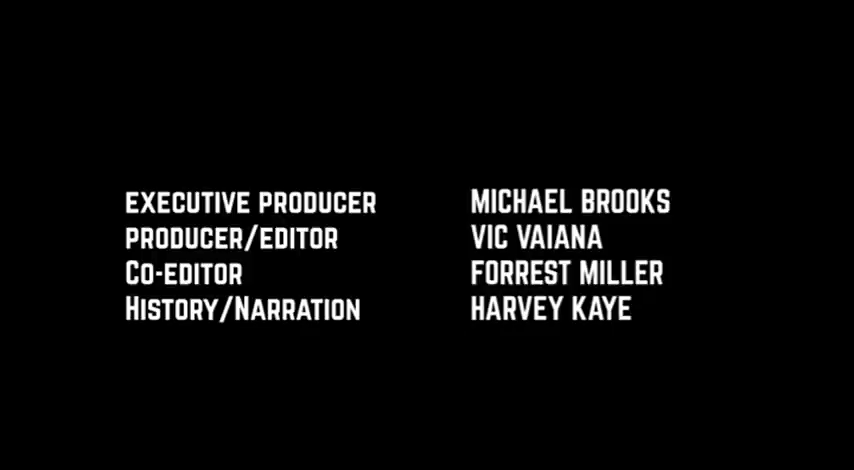 EXECUTIVE PRODUCER MICHAEL BROOKS
PRODUCER/EDITOR VIC VAIANA
CO-EDITOR FORREST MILLER
HISTORY/NARRATION HARVEY KAYE